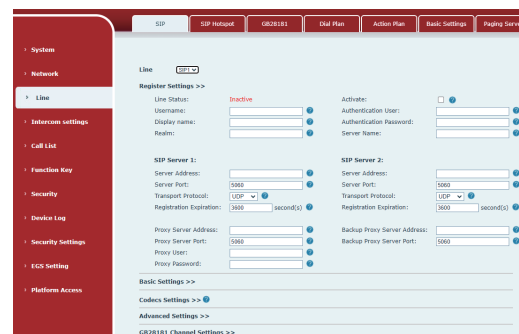 SIP SIP Hotspot GB28181 Dial Plan Action Plan Basic Settings Paging Serve
› System
› Network
› Line
› Intercom settings
› Call List
› Function Key
› Security
› Device Log
› Security Settings
› EGS Setting
› Platform Access
Line SIP1
Register Settings >>
Line Status: Inactive Activate:
Username: Authentication User:
Display name: Authentication Password:
Realm: Server Name:
SIP Server 1: SIP Server 2:
Server Address: Server Address:
Server Port: 5060 Server Port: 5060
Transport Protocol: UDP Transport Protocol: UDP
Registration Expiration: 3600 second(s) Registration Expiration: 3600 second(s)
Proxy Server Address: Backup Proxy Server Address:
Proxy Server Port: 5060 Backup Proxy Server Port: 5060
Proxy User:
Proxy Password:
Basic Settings >>
Codecs Settings >>
Advanced Settings >>
GB28181 Channel Settings >>